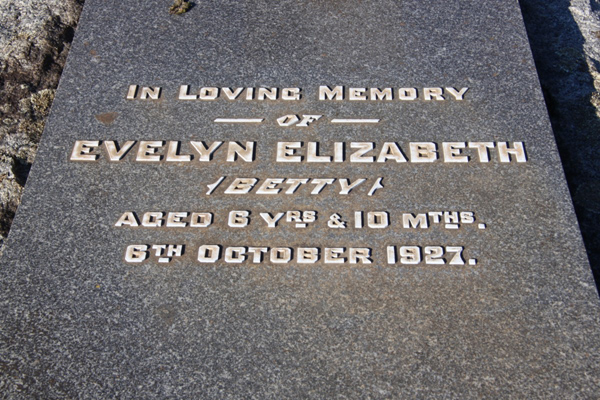 In Loving Memory
OF
EVELYN ELIZABETH
(BETTY)
AGED 6 YRS & 10 MTHS.
6TH OCTOBER 1927.